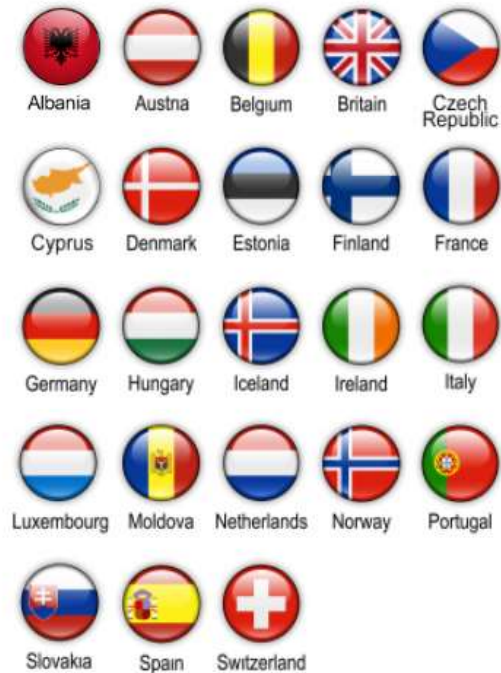 Albania Austna Belgium Britain Czech
Republic
Cyprus Denmark Estonia Finland France
Germany Hungary Iceland Ireland Italy
Luxembourg Moldova Netherlands Norway Portugal
Slovakia Spain Switzerland